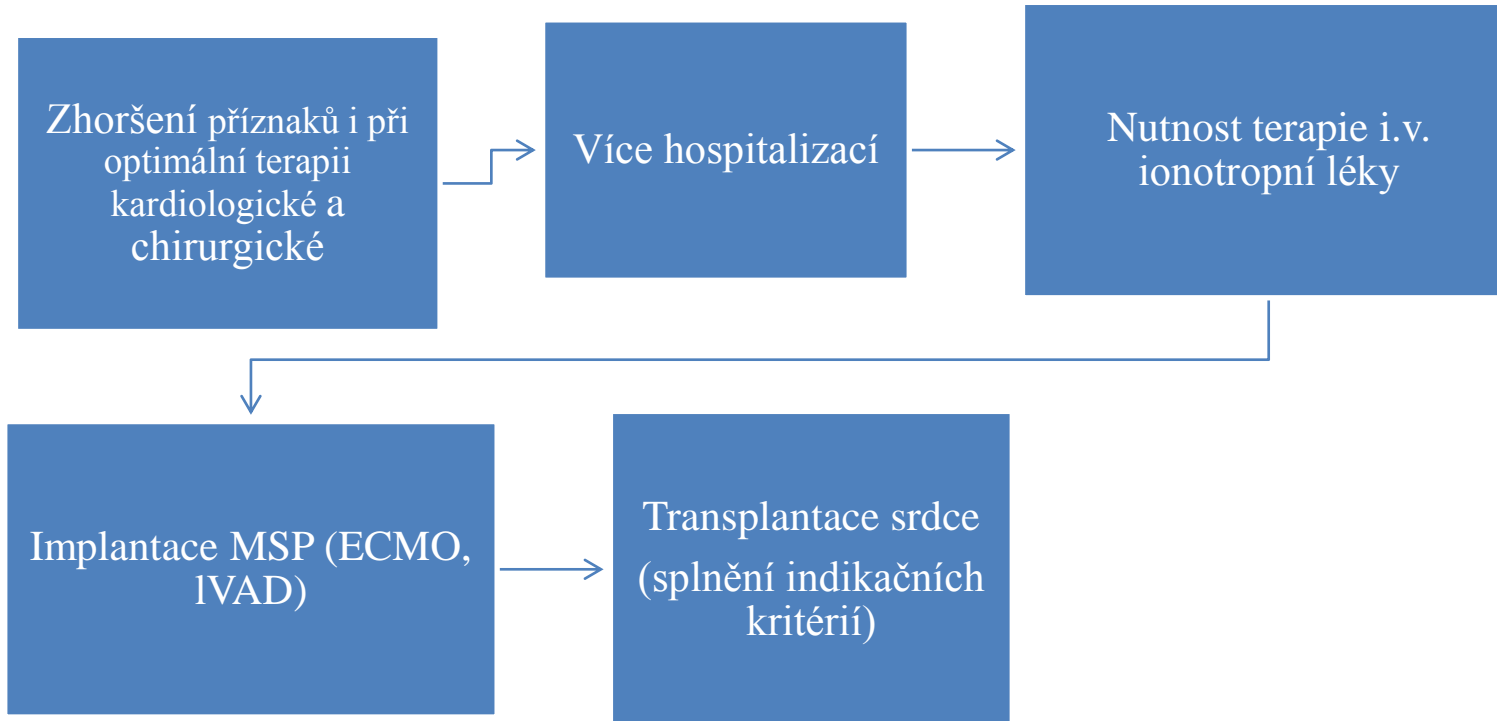 Zhoršení příznaků i při
optimální terapii
kardiologické a
chirurgické
Více hospitalizací
Nutnost terapie i.v.
ionotropní léky
Implantace MSP (ECMO,
lVAD)
Transplantace srdce
(splnění indikačních
kritérií)